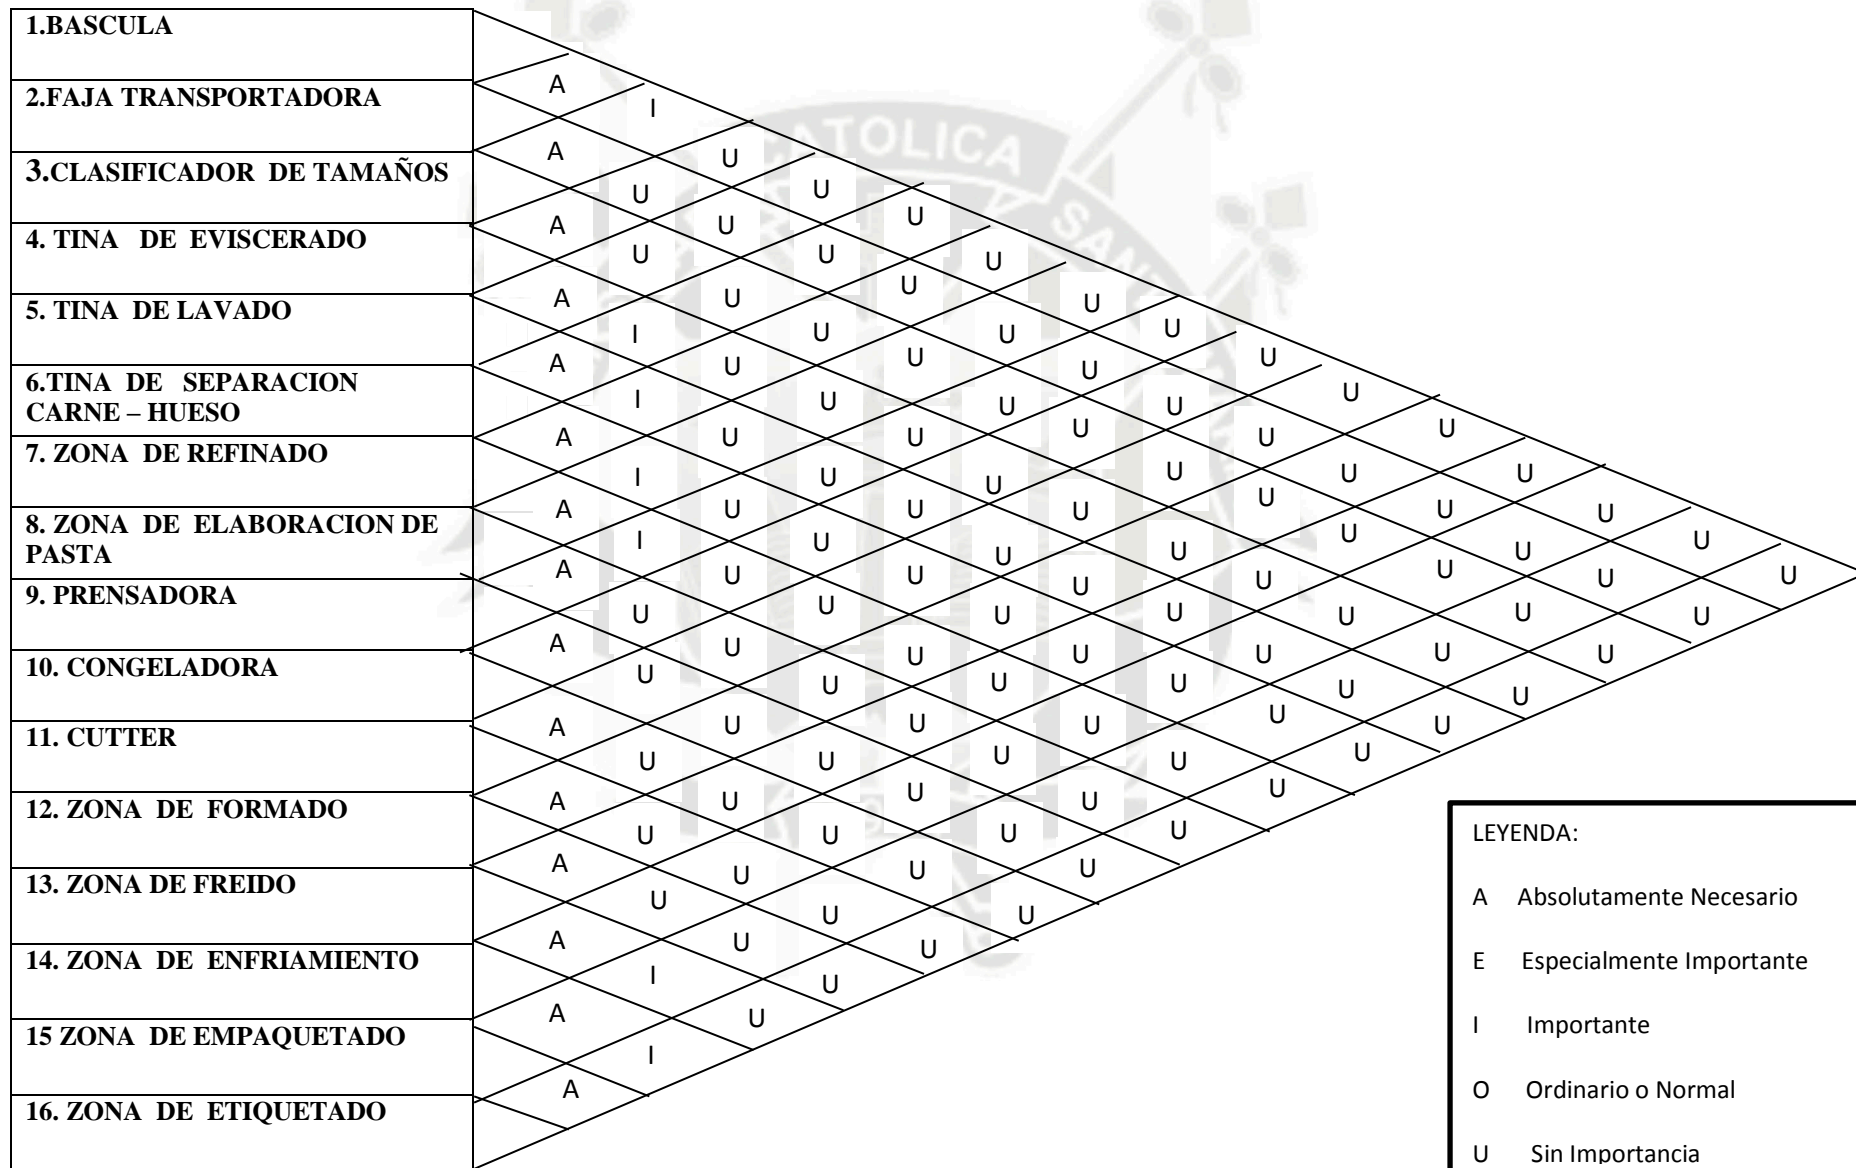 1.BASCULA
2.FAJA TRANSPORTADORA
3.CLASIFICADOR DE TAMAÑOS
4. TINA DE EVISCERADO
5. TINA DE LAVADO
6.TINA DE SEPARACION
CARNE – HUESO
7. ZONA DE REFINADO
8. ZONA DE ELABORACION DE
PASTA
9. PRENSADORA
10. CONGELADORA
11. CUTTER
12. ZONA DE FORMADO
13. ZONA DE FREIDO
14. ZONA DE ENFRIAMIENTO
15 ZONA DE EMPAQUETADO
16. ZONA DE ETIQUETADO
A A A A A A A A A A A A A A A
I U U I I I I U U U U U I I
U U U U U U U U U U U U U
U U U U U U U U U U U U
U U U U U U U U U U U
U U U U U U U U U U
U U U U U U U U U
U U U U U U U U
U U U U U U U
U U U U U U
U U U U U
U U U U
U U U
U U
U
CATOLICA
LEYENDA:
A Absolutamente Necesario
E Especialmente Importante
I Importante
O Ordinario o Normal
U Sin Importancia